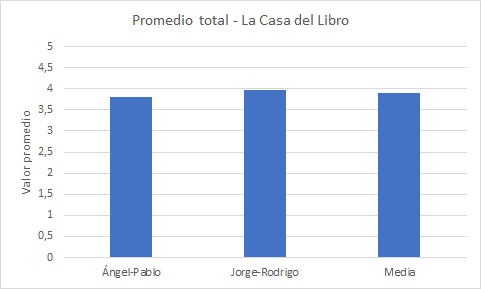 Promedio total - La Casa del Libro
Valor promedio
5
4,5
4
3,5
3
2,5
2
1,5
1
0,5
0
Ángel-Pablo
Jorge-Rodrigo
Media